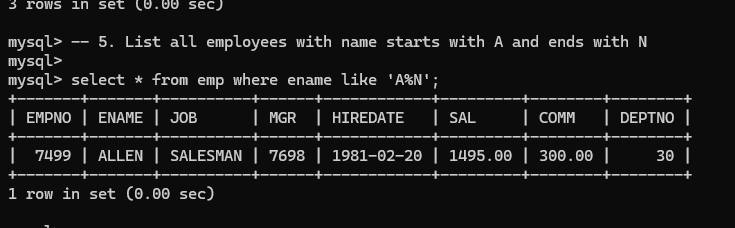 3 rows in set (0.00 sec)
mysql> -- 5. List all employees with name starts with A and ends with N
mysql>
mysql> select * from emp where ename like 'A%N';
+-------+-------+----------+------+------------+---------+--------+--------+
| EMPNO | ENAME | JOB      | MGR  | HIREDATE   | SAL     | COMM   | DEPTNO |
+-------+-------+----------+------+------------+---------+--------+--------+
|  7499 | ALLEN | SALESMAN | 7698 | 1981-02-20 | 1495.00 | 300.00 |     30 |
+-------+-------+----------+------+------------+---------+--------+--------+
1 row in set (0.00 sec)